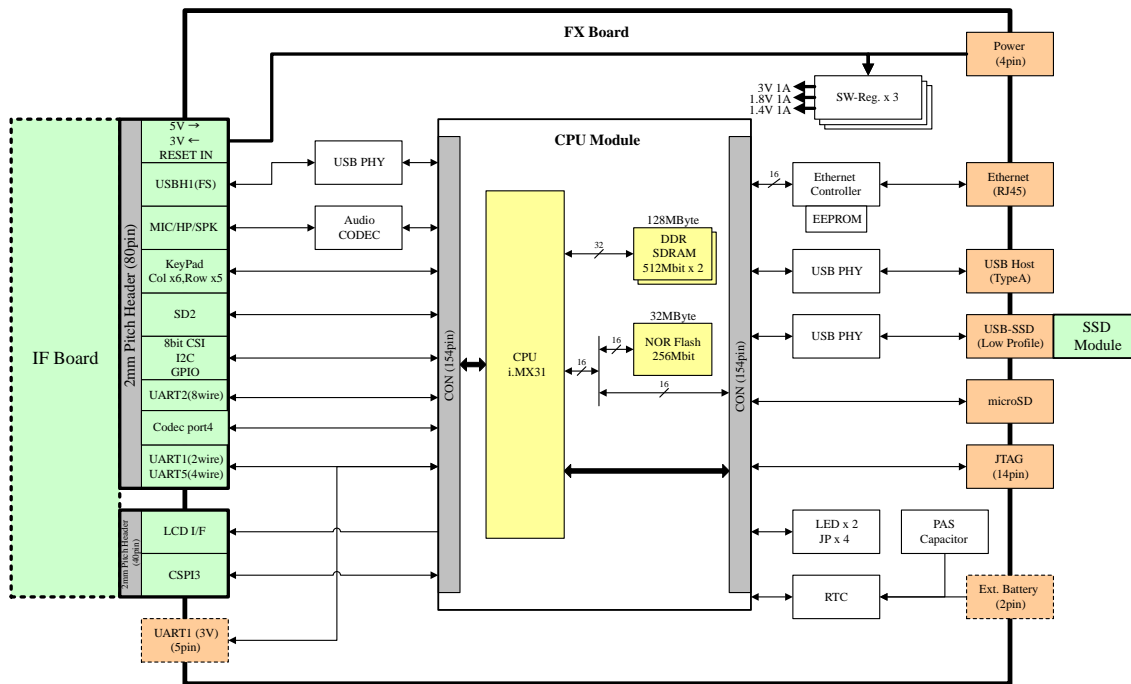 FX Board
Power
(4pin)
3V 1A
1.8V 1A
1.4V 1A
SW-Reg. x 3
IF Board
2mm Pitch Header (80pin)
5V →
3V ←
RESET IN
USBH1(FS)
MIC/HP/SPK
KeyPad
Col x6,Row x5
SD2
8bit CSI
I2C
GPIO
UART2(8wire)
Codec port4
UART1(2wire)
UART5(4wire)
2mm Pitch Header
(40pin)
LCD I/F
CSPI3
UART1 (3V)
(5pin)
USB PHY
Audio
CODEC
CPU Module
CON (154pin)
CPU
i.MX31
128MByte
32
DDR
SDRAM
512Mbit x 2
32MByte
16
16
NOR Flash
256Mbit
16
CON (154pin)
16
Ethernet
Controller
EEPROM
Ethernet
(RJ45)
USB PHY
USB Host
(TypeA)
USB PHY
USB-SSD
(Low Profile)
SSD
Module
microSD
JTAG
(14pin)
LED x 2
JP x 4
PAS
Capacitor
RTC
Ext. Battery
(2pin)